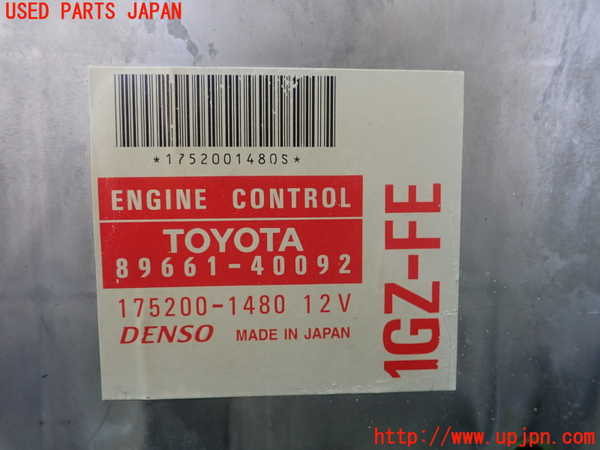 USED PARTS JAPAN
*1752001480S*
ENGINE CONTROL
TOYOTA
89661-40092
175200-1480 12V
DENSO MADE IN JAPAN
1GZ-FE
http://www.upjpn.com